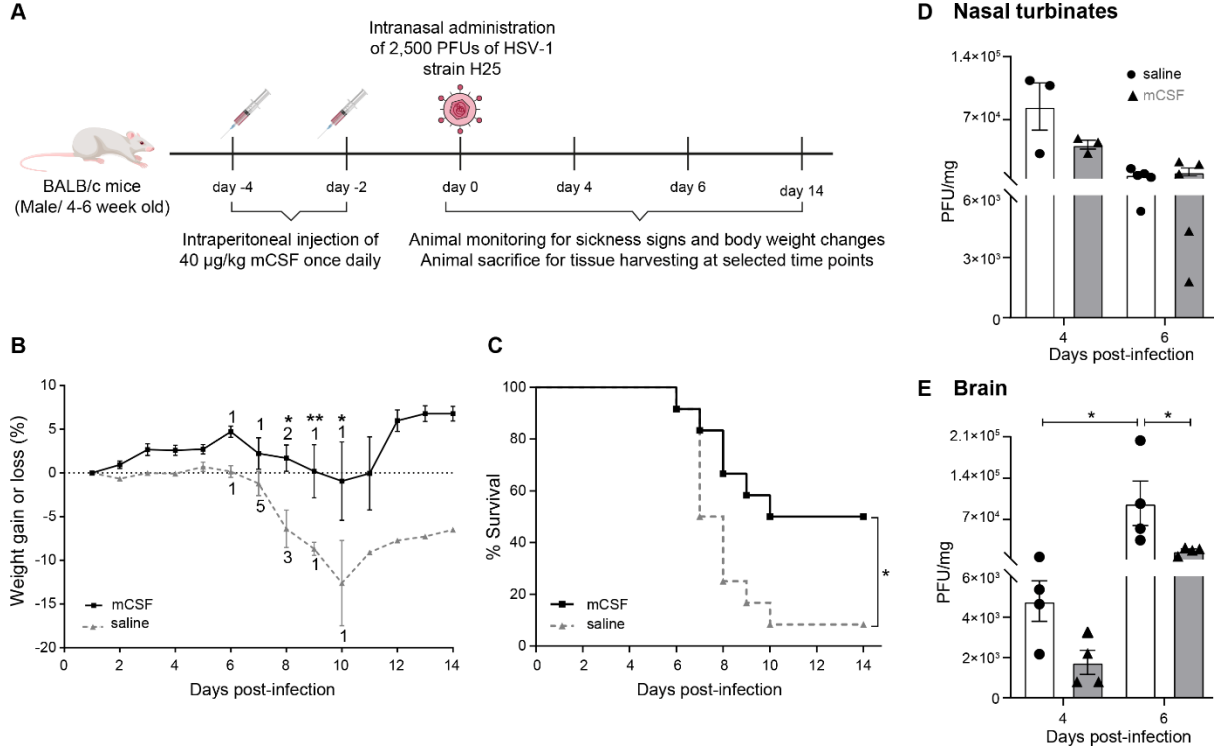 A
Intranasal administration
of 2,500 PFUs of HSV-1
strain H25
BALB/c mice
(Male/ 4-6 week old)
day -4
day -2
day 0
day 4
day 6
day 14
Intraperitoneal injection of
40 µg/kg mCSF once daily
Animal monitoring for sickness signs and body weight changes
Animal sacrifice for tissue harvesting at selected time points
B
Weight gain or loss (%)
10
5
0
-5
-10
-15
-20
1 1 * ** *
2 1 1
1 5 3 1 1
mCSF
saline
0 2 4 6 8 10 12 14
Days post-infection
C
% Survival
100
80
60
40
20
0
*
mCSF
saline
0 2 4 6 8 10 12 14
Days post-infection
D Nasal turbinates
PFU/mg
1.4×10⁵
7×10⁴
6×10³
3×10³
0
saline
mCSF
4 6
Days post-infection
E Brain
* *
PFU/mg
2.1×10⁵
1.4×10⁵
7×10⁴
6×10³
4×10³
2×10³
0
4 6
Days post-infection